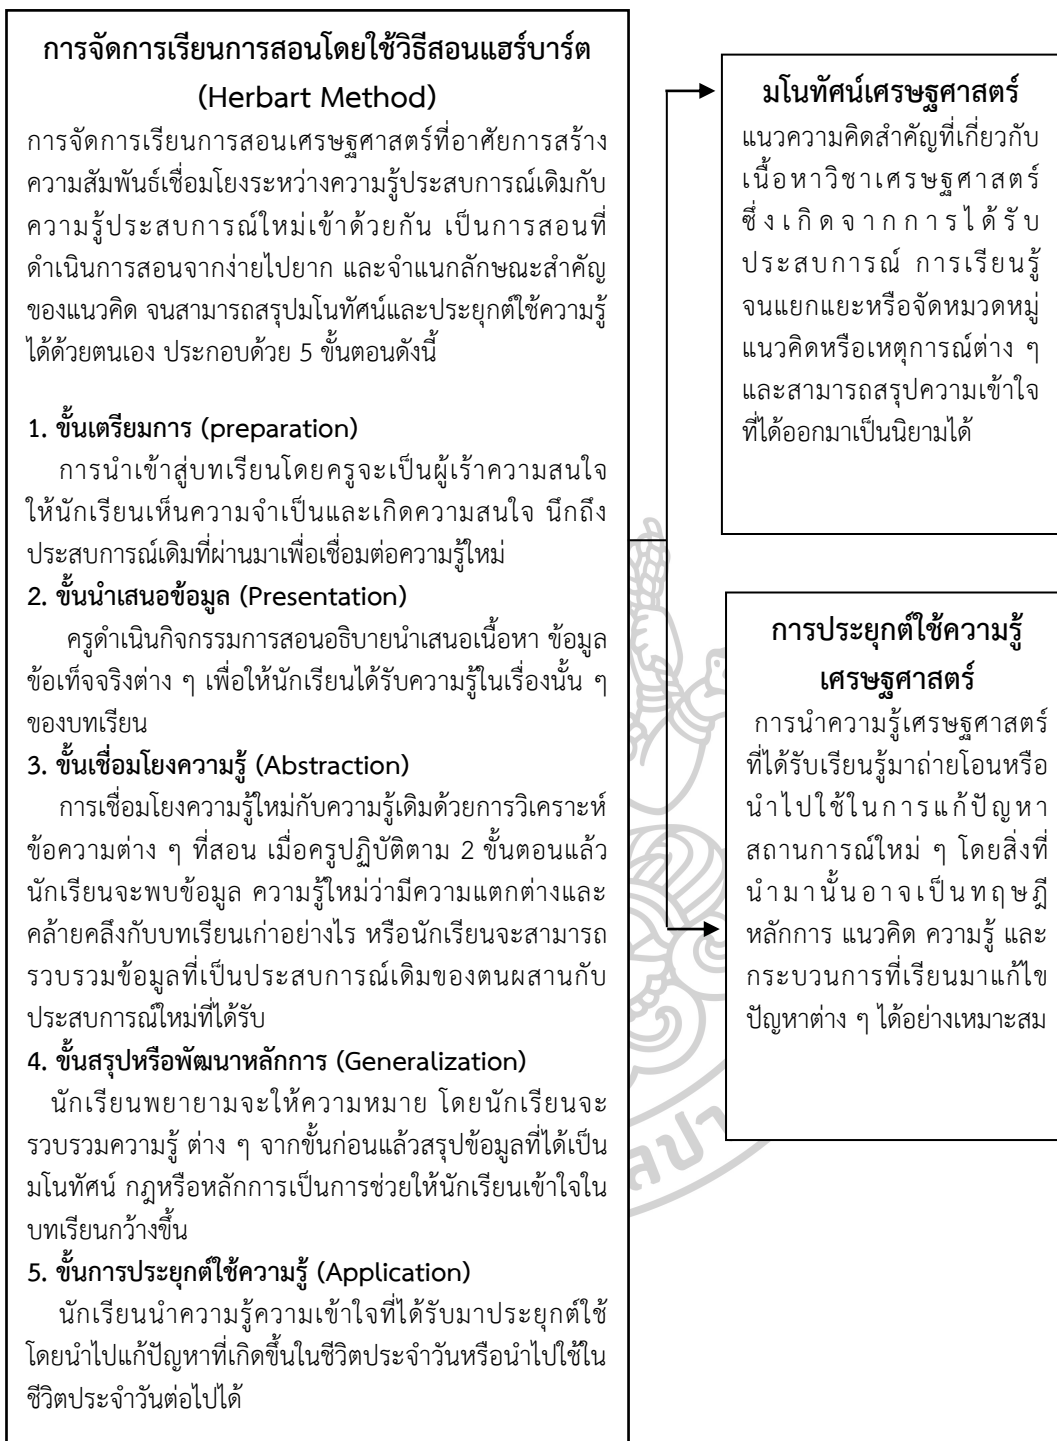 การจัดการเรียนการสอนโดยใช้วิธีสอนแฮร์บาร์ต
(Herbart Method)
การจัดการเรียนการสอนเศรษฐศาสตร์ที่อาศัยการสร้าง
ความสัมพันธ์เชื่อมโยงระหว่างความรู้ประสบการณ์เดิมกับ
ความรู้ประสบการณ์ใหม่เข้าด้วยกัน เป็นการสอนที่
ดำเนินการสอนจากง่ายไปยาก และจำแนกลักษณะสำคัญ
ของแนวคิด จนสามารถสรุปมโนทัศน์และประยุกต์ใช้ความรู้
ได้ด้วยตนเอง ประกอบด้วย 5 ขั้นตอนดังนี้
1. ขั้นเตรียมการ (preparation)
การนำเข้าสู่บทเรียนโดยครูจะเป็นผู้เร้าความสนใจ
ให้นักเรียนเห็นความจำเป็นและเกิดความสนใจ นึกถึง
ประสบการณ์เดิมที่ผ่านมาเพื่อเชื่อมต่อความรู้ใหม่
2. ขั้นนำเสนอข้อมูล (Presentation)
ครูดำเนินกิจกรรมการสอนอธิบายนำเสนอเนื้อหา ข้อมูล
ข้อเท็จจริงต่าง ๆ เพื่อให้นักเรียนได้รับความรู้ในเรื่องนั้น ๆ
ของบทเรียน
3. ขั้นเชื่อมโยงความรู้ (Abstraction)
การเชื่อมโยงความรู้ใหม่กับความรู้เดิมด้วยการวิเคราะห์
ข้อความต่าง ๆ ที่สอน เมื่อครูปฏิบัติตาม 2 ขั้นตอนแล้ว
นักเรียนจะพบข้อมูล ความรู้ใหม่ว่ามีความแตกต่างและ
คล้ายคลึงกับบทเรียนเก่าอย่างไร หรือนักเรียนจะสามารถ
รวบรวมข้อมูลที่เป็นประสบการณ์เดิมของตนผสานกับ
ประสบการณ์ใหม่ที่ได้รับ
4. ขั้นสรุปหรือพัฒนาหลักการ (Generalization)
นักเรียนพยายามจะให้ความหมาย โดยนักเรียนจะ
รวบรวมความรู้ ต่าง ๆ จากขั้นก่อนแล้วสรุปข้อมูลที่ได้เป็น
มโนทัศน์ กฎหรือหลักการเป็นการช่วยให้นักเรียนเข้าใจใน
บทเรียนกว้างขึ้น
5. ขั้นการประยุกต์ใช้ความรู้ (Application)
นักเรียนนำความรู้ความเข้าใจที่ได้รับมาประยุกต์ใช้
โดยนำไปแก้ปัญหาที่เกิดขึ้นในชีวิตประจำวันหรือนำไปใช้ใน
ชีวิตประจำวันต่อไปได้
มโนทัศน์เศรษฐศาสตร์
แนวความคิดสำคัญที่เกี่ยวกับ
เนื้อหาวิชาเศรษฐศาสตร์
ซึ่งเกิดจากการได้รับ
ประสบการณ์ การเรียนรู้
จนแยกแยะหรือจัดหมวดหมู่
แนวคิดหรือเหตุการณ์ต่าง ๆ
และสามารถสรุปความเข้าใจ
ที่ได้ออกมาเป็นนิยามได้
การประยุกต์ใช้ความรู้
เศรษฐศาสตร์
การนำความรู้เศรษฐศาสตร์
ที่ได้รับเรียนรู้มาถ่ายโอนหรือ
นำไปใช้ในการแก้ปัญหา
สถานการณ์ใหม่ ๆ โดยสิ่งที่
นำมานั้นอาจเป็นทฤษฎี
หลักการ แนวคิด ความรู้ และ
กระบวนการที่เรียนมาแก้ไข
ปัญหาต่าง ๆ ได้อย่างเหมาะสม